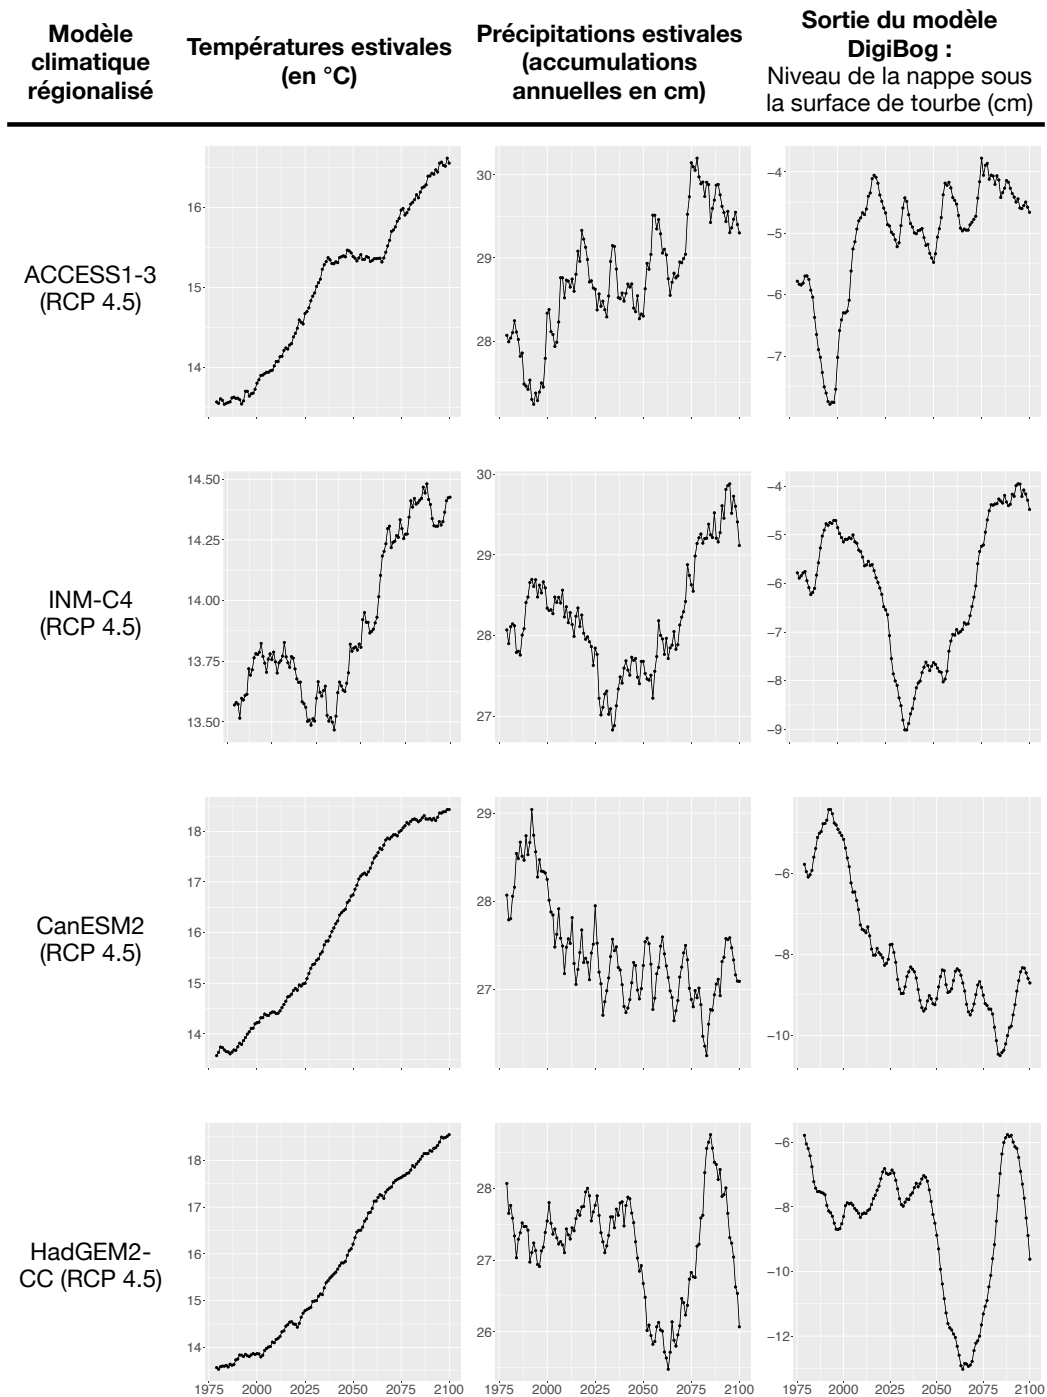 Modèle
climatique
régionalisé
Températures estivales
(en °C)
Précipitations estivales
(accumulations
annuelles en cm)
Sortie du modèle
DigiBog :
Niveau de la nappe sous
la surface de tourbe (cm)
ACCESS1-3
(RCP 4.5)
16
15
14
30
29
28
−4
−5
−6
−7
INM-C4
(RCP 4.5)
14.50
14.25
14.00
13.75
13.50
30
29
28
27
−4
−5
−6
−7
−8
−9
CanESM2
(RCP 4.5)
18
17
16
15
14
29
28
27
−6
−8
−10
HadGEM2-
CC (RCP 4.5)
18
17
16
15
14
28
27
26
−6
−8
−10
−12
1975 2000 2025 2050 2075 2100
1975 2000 2025 2050 2075 2100
1975 2000 2025 2050 2075 2100